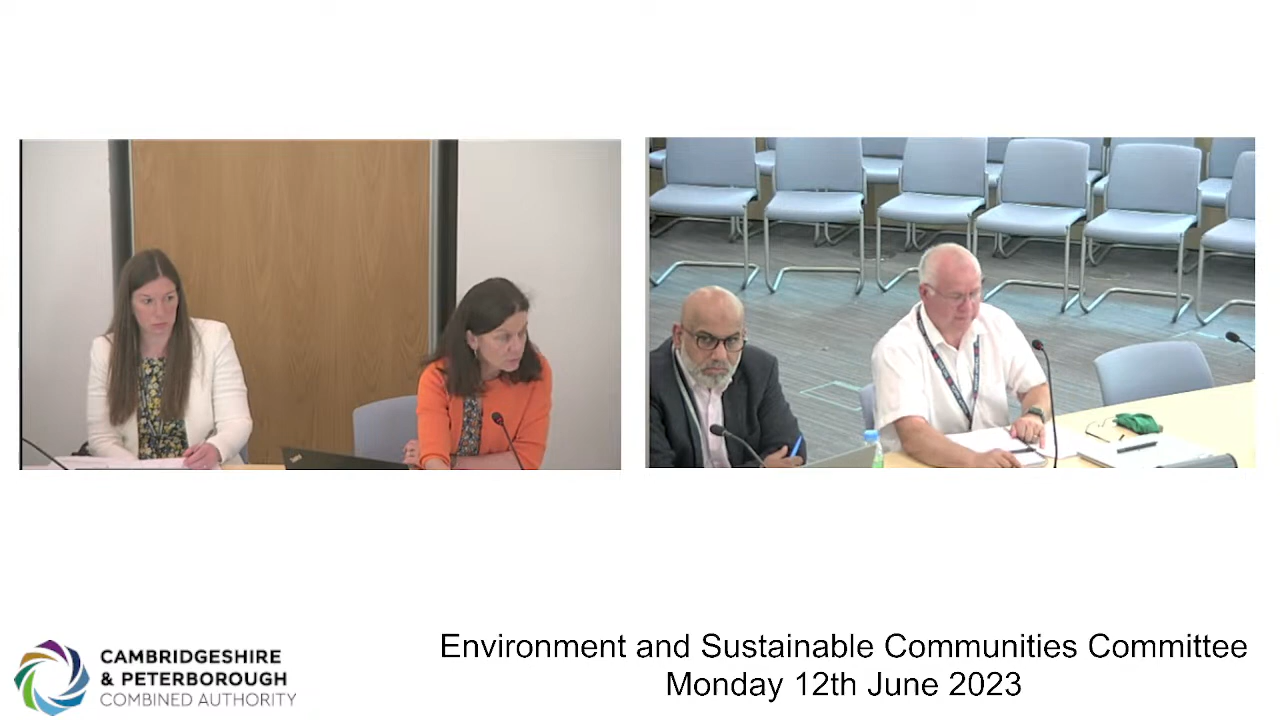 CAMBRIDGESHIRE
& PETERBOROUGH
COMBINED AUTHORITY
Environment and Sustainable Communities Committee
Monday 12th June 2023